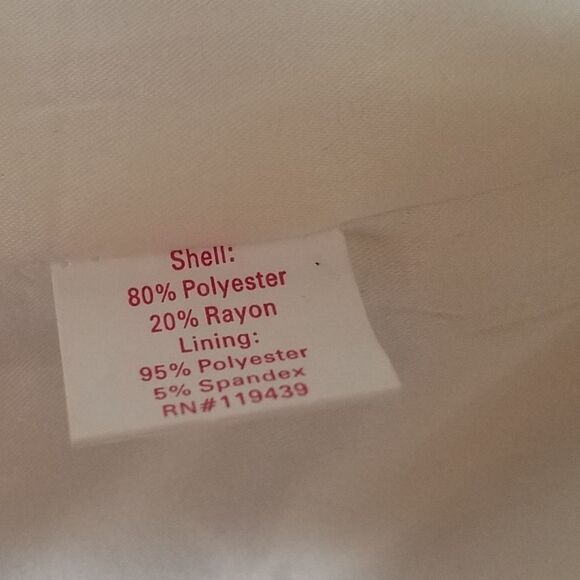 Shell:
80% Polyester
20% Rayon
Lining:
95% Polyester
5% Spandex
RN#119439